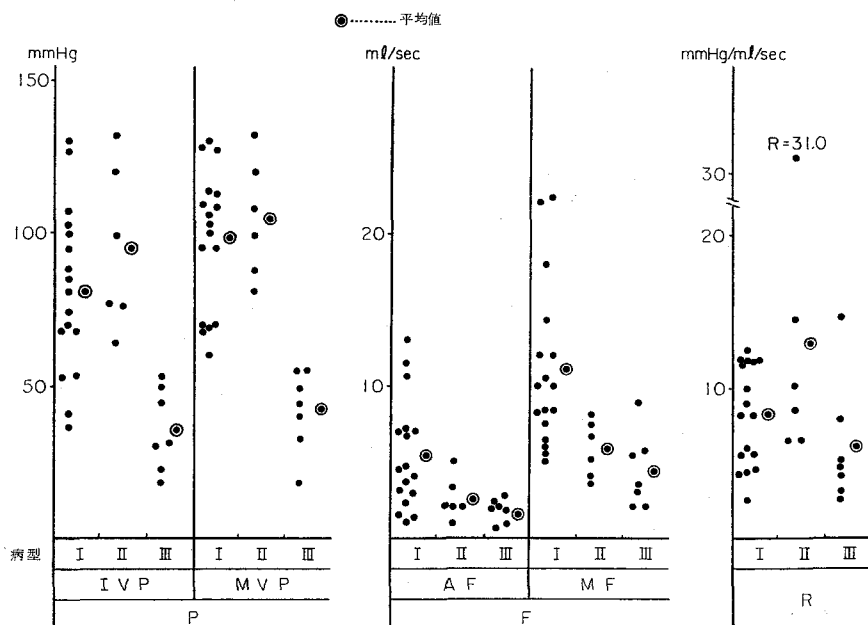 ◉……… 平均値
mmHg
ml/sec
mmHg/ml/sec
150
100
50
20
10
R=31.0
30
20
10
病型 I II III I II III I II III I II III I II III
IVP MVP AF MF R
P F